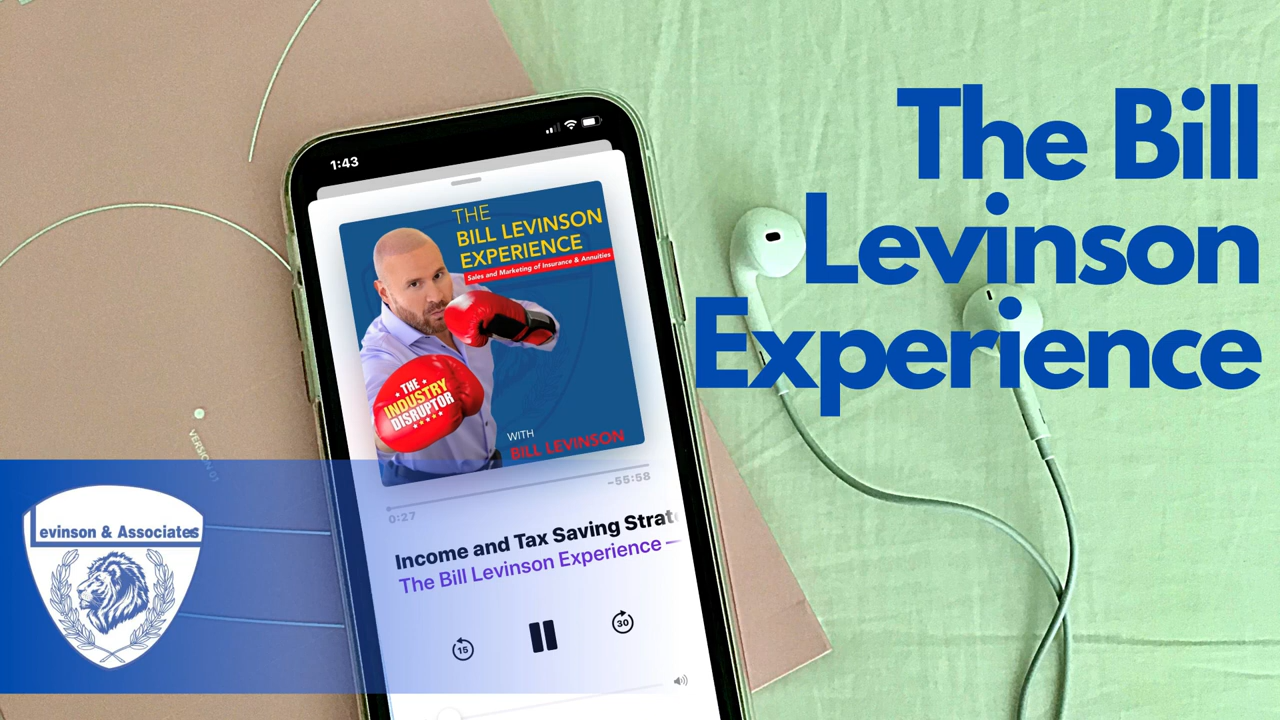 The Bill
Levinson
Experience
1:43
THE
BILL LEVINSON
EXPERIENCE
Sales and Marketing of Insurance & Annuities
THE
INDUSTRY
DISRUPTOR
WITH
BILL LEVINSON
0:27
-55:58
Income and Tax Saving Strat
The Bill Levinson Experience —
15
30
VERSION 01
Levinson & Associates